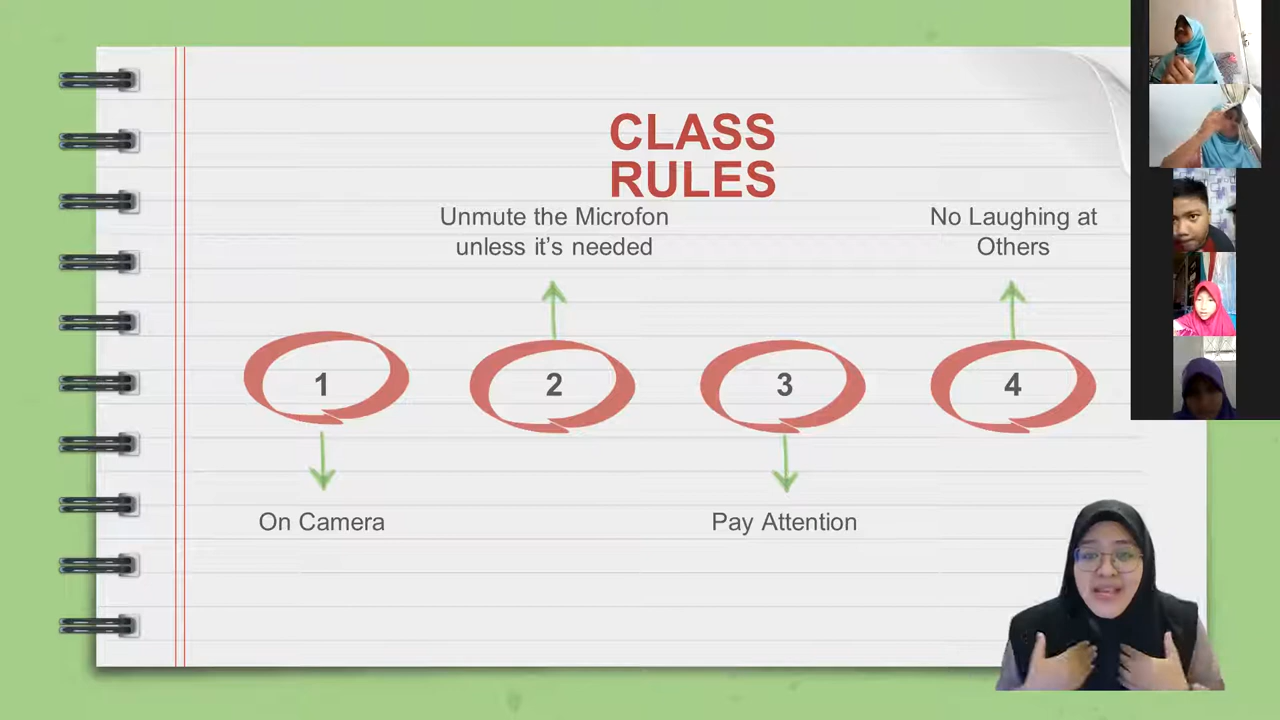 CLASS
RULES
Unmute the Microfon
unless it’s needed
No Laughing at
Others
1
2
3
4
On Camera
Pay Attention